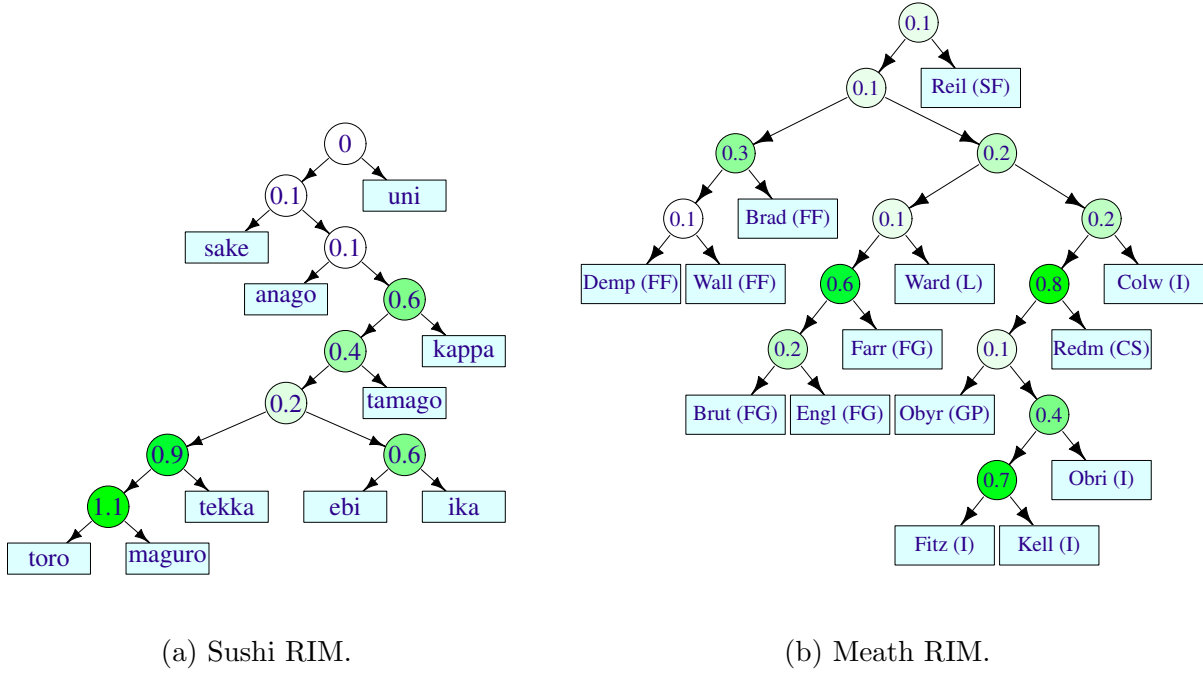 0
0.1
uni
sake
0.1
anago
0.6
0.4
kappa
0.2
tamago
0.9
0.6
1.1
tekka
ebi
ika
toro
maguro
(a) Sushi RIM.
0.1
0.1
Reil (SF)
0.3
0.2
0.1
Brad (FF)
0.1
0.2
Demp (FF)
Wall (FF)
0.6
Ward (L)
0.8
Colw (I)
0.2
Farr (FG)
0.1
Redm (CS)
Brut (FG)
Engl (FG)
Obyr (GP)
0.4
0.7
Obri (I)
Fitz (I)
Kell (I)
(b) Meath RIM.